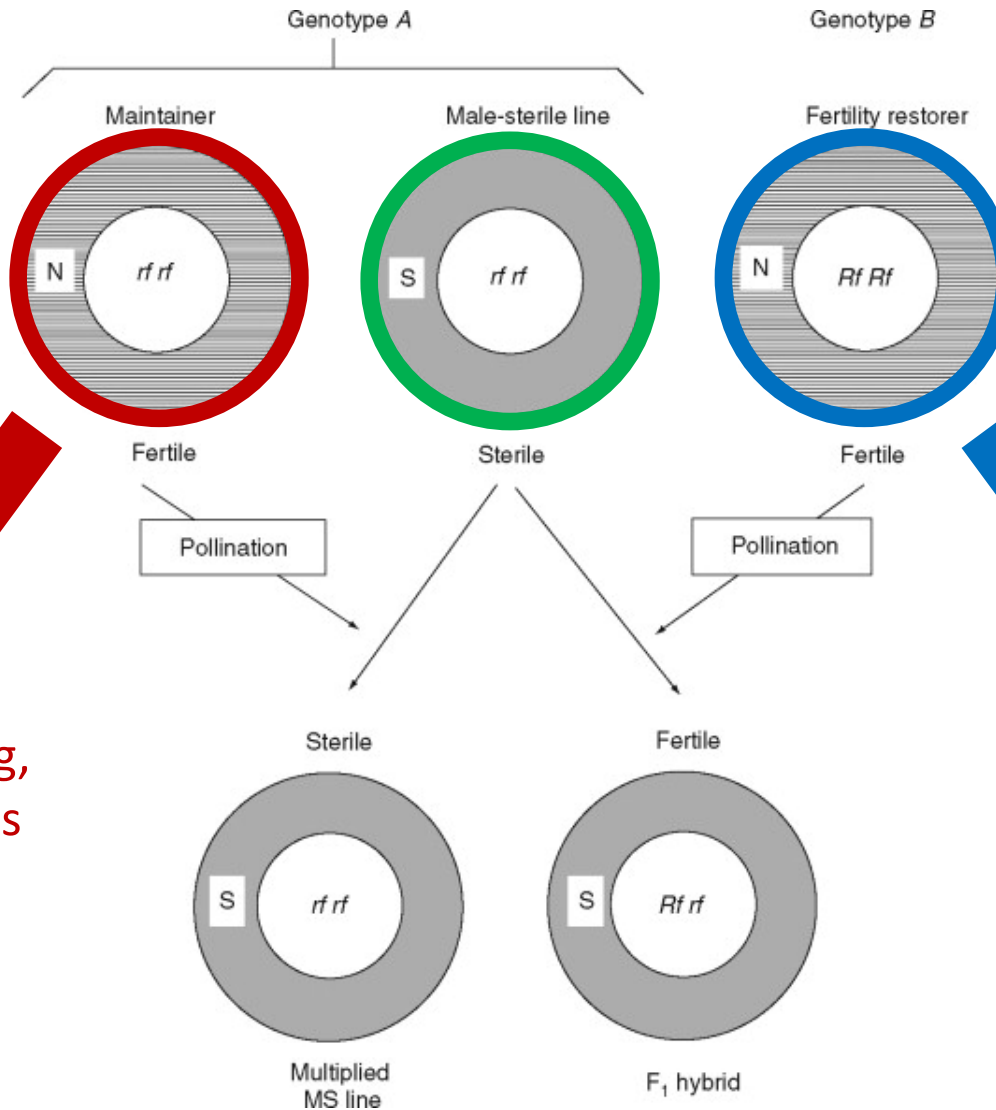 Genotype A
Genotype B
Maintainer
Male-sterile line
Fertility restorer
N
rf rf
S
rf rf
N
Rf Rf
Fertile
Sterile
Fertile
Pollination
Pollination
g,
s
Sterile
Fertile
S
rf rf
S
Rf rf
Multiplied
MS line
F₁ hybrid